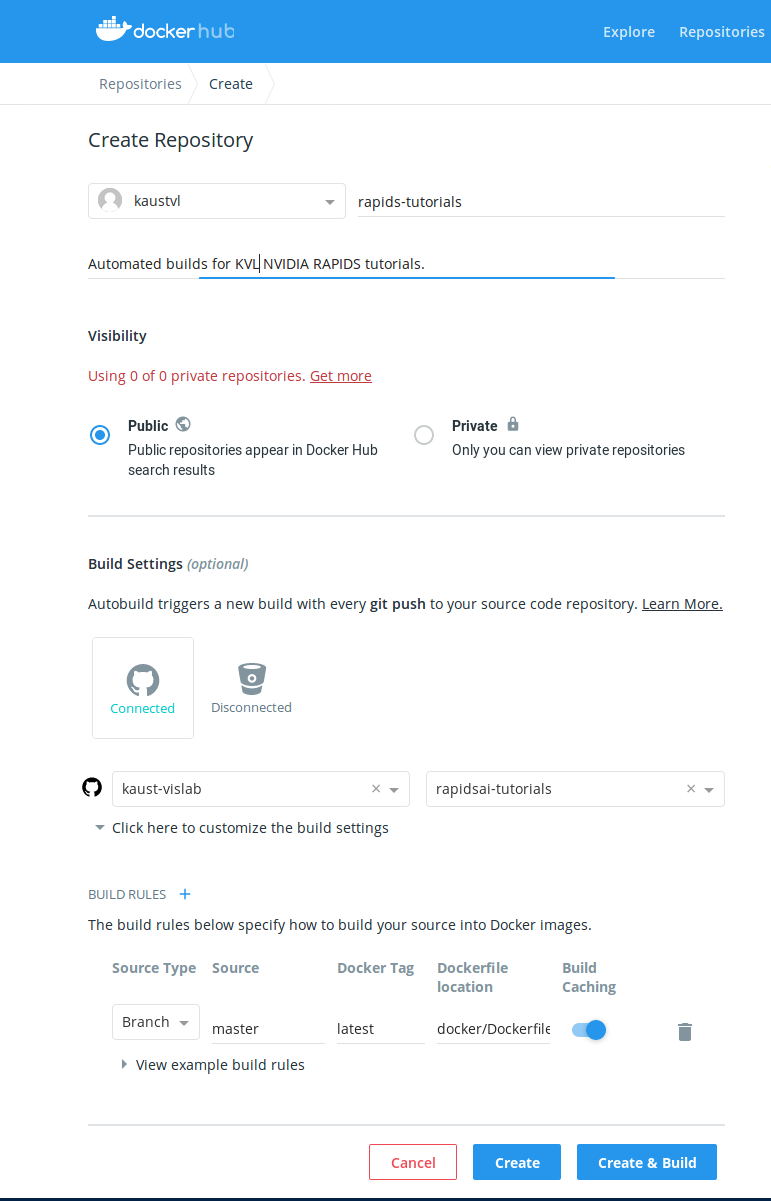 docker hub
Explore Repositories
Repositories Create
Create Repository
kaustvl rapids-tutorials
Automated builds for KVL NVIDIA RAPIDS tutorials.
Visibility
Using 0 of 0 private repositories. Get more
Public
Public repositories appear in Docker Hub
search results
Private
Only you can view private repositories
Build Settings (optional)
Autobuild triggers a new build with every git push to your source code repository. Learn More.
Connected Disconnected
kaust-vislab × rapidsai-tutorials ×
Click here to customize the build settings
BUILD RULES +
The build rules below specify how to build your source into Docker images.
Source Type Source Docker Tag Dockerfile location Build Caching
Branch master latest docker/Dockerfile
View example build rules
Cancel Create Create & Build